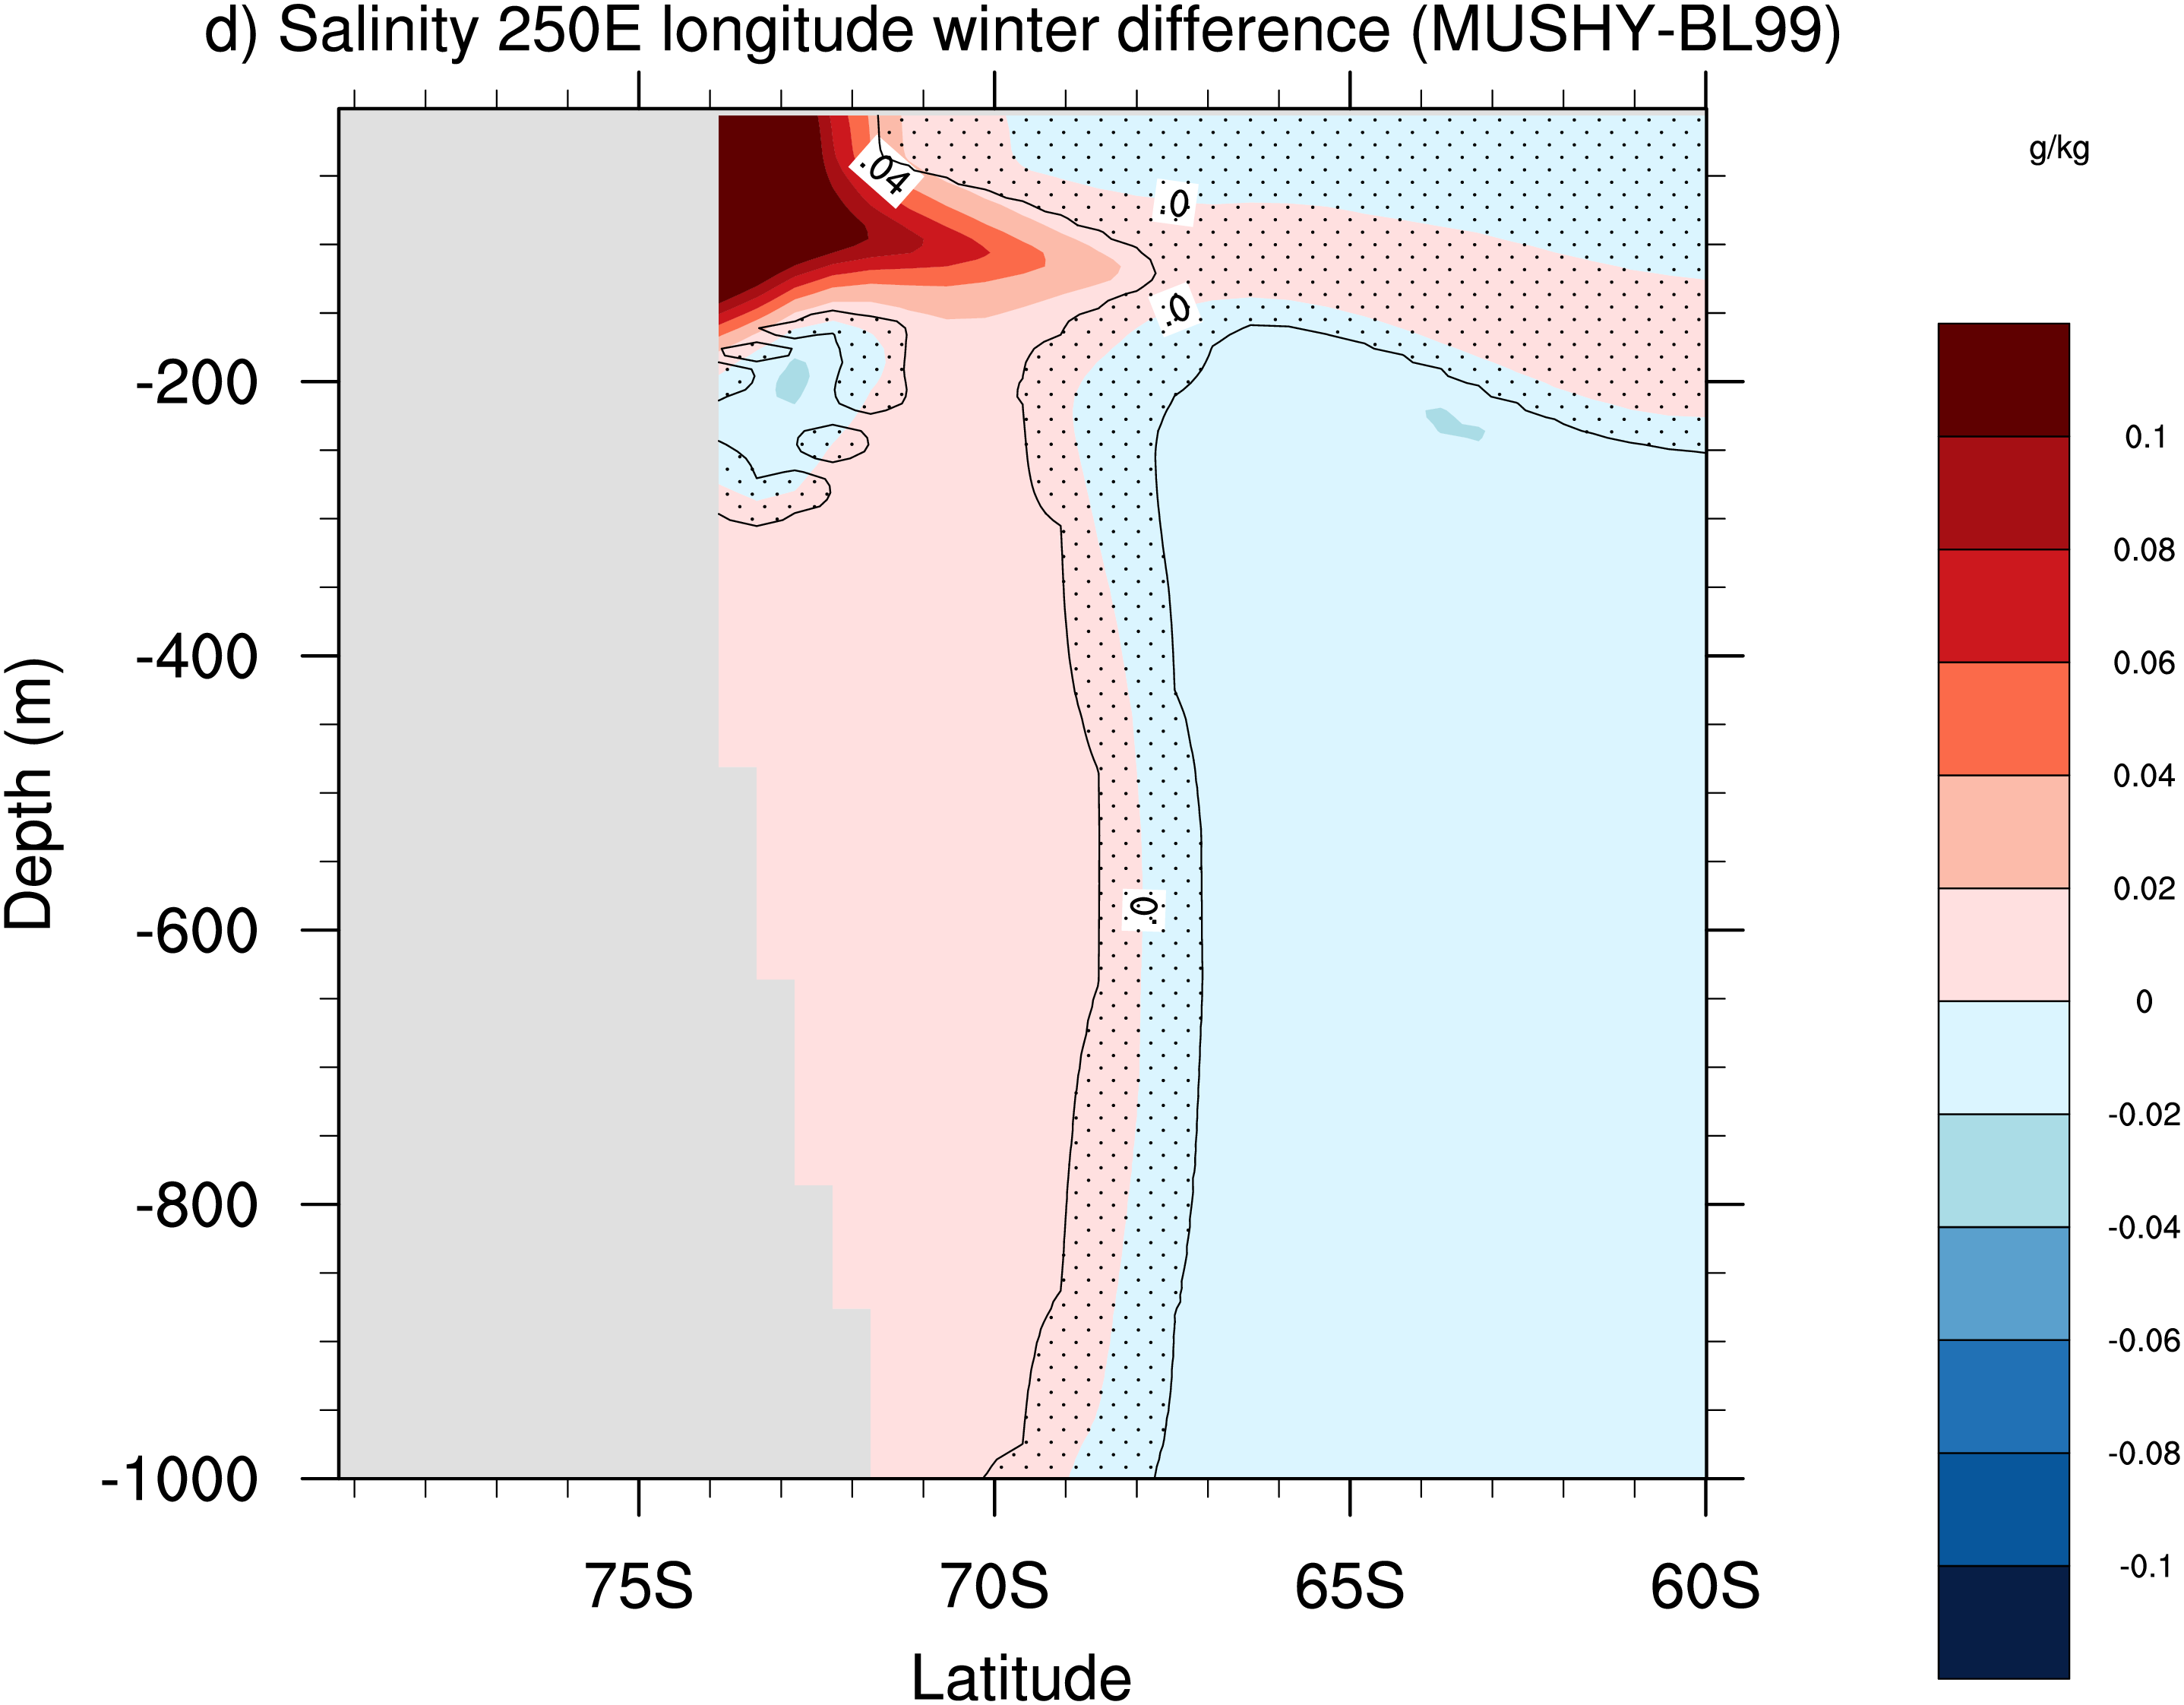 d) Salinity 250E longitude winter difference (MUSHY-BL99)
g/kg
.04
.0
.0
.0
-200
-400
-600
-800
-1000
Depth (m)
75S
70S
65S
60S
Latitude
0.1
0.08
0.06
0.04
0.02
0
-0.02
-0.04
-0.06
-0.08
-0.1